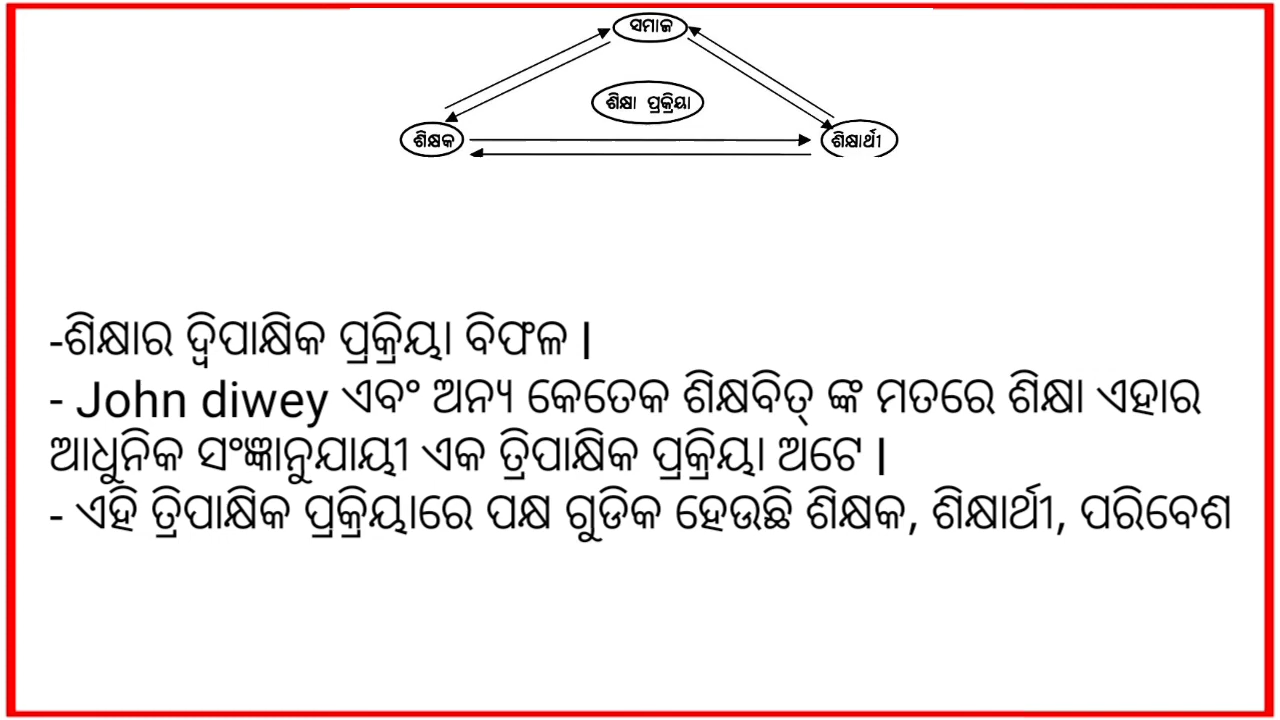 ସମାଜ
ଶିକ୍ଷା ପ୍ରକ୍ରିୟା
ଶିକ୍ଷକ
ଶିକ୍ଷାର୍ଥୀ
-ଶିକ୍ଷାର ଦ୍ୱିପାକ୍ଷିକ ପ୍ରକ୍ରିୟା ବିଫଳ |
- John diwey ଏବଂ ଅନ୍ୟ କେତେକ ଶିକ୍ଷବିତ୍ ଙ୍କ ମତରେ ଶିକ୍ଷା ଏହାର
ଆଧୁନିକ ସଂଜ୍ଞାନୁଯାୟୀ ଏକ ତ୍ରିପାକ୍ଷିକ ପ୍ରକ୍ରିୟା ଅଟେ |
- ଏହି ତ୍ରିପାକ୍ଷିକ ପ୍ରକ୍ରିୟାରେ ପକ୍ଷ ଗୁଡିକ ହେଉଛି ଶିକ୍ଷକ, ଶିକ୍ଷାର୍ଥୀ, ପରିବେଶ